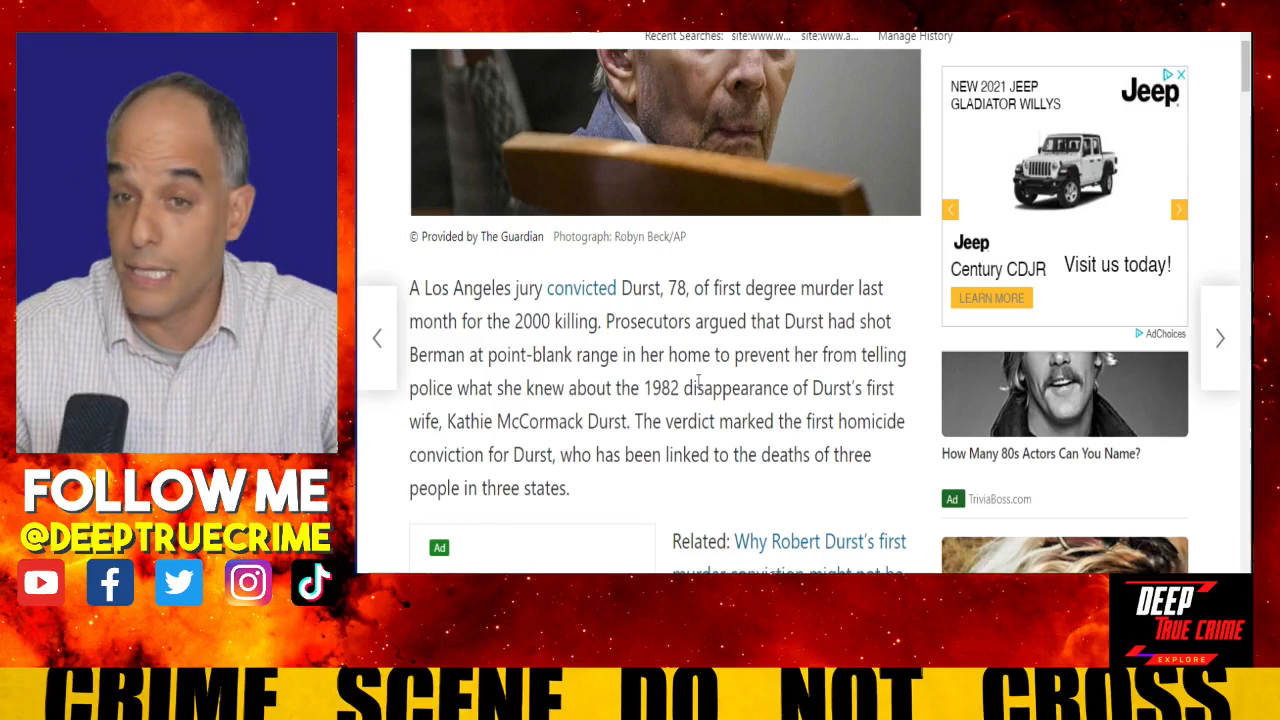 Recent Searches: site:www.w... site:www.a... Manage History
© Provided by The Guardian Photograph: Robyn Beck/AP
A Los Angeles jury convicted Durst, 78, of first degree murder last
month for the 2000 killing. Prosecutors argued that Durst had shot
Berman at point-blank range in her home to prevent her from telling
police what she knew about the 1982 disappearance of Durst's first
wife, Kathie McCormack Durst. The verdict marked the first homicide
conviction for Durst, who has been linked to the deaths of three
people in three states.
Ad
Related: Why Robert Durst's first
murder conviction might not be
NEW 2021 JEEP
GLADIATOR WILLYS
Jeep
Jeep
Century CDJR
Visit us today!
LEARN MORE
AdChoices
How Many 80s Actors Can You Name?
Ad TriviaBoss.com
FOLLOW ME
@DEEPTRUECRIME
DEEP
TRUE CRIME
EXPLORE
CRIME SCENE DO NOT CROSS